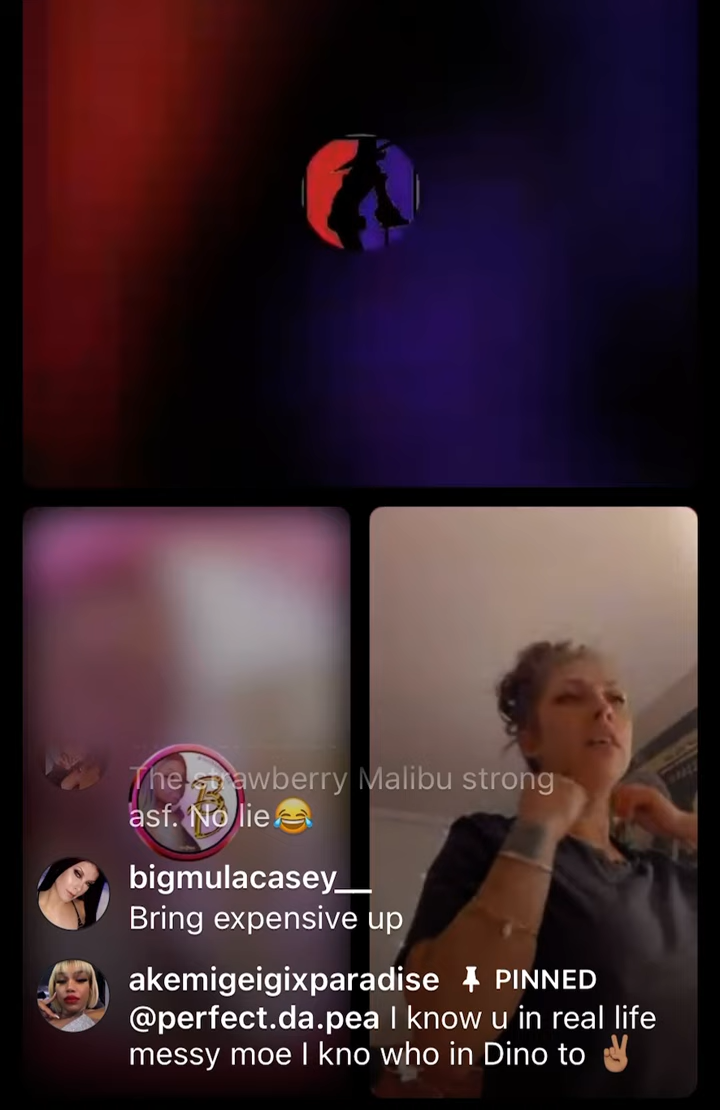 The strawberry Malibu strong
asf. No lie😂
bigmulacasey__
Bring expensive up
akemigeigixparadise PINNED
@perfect.da.pea I know u in real life
messy moe I kno who in Dino to ✌🏽
B